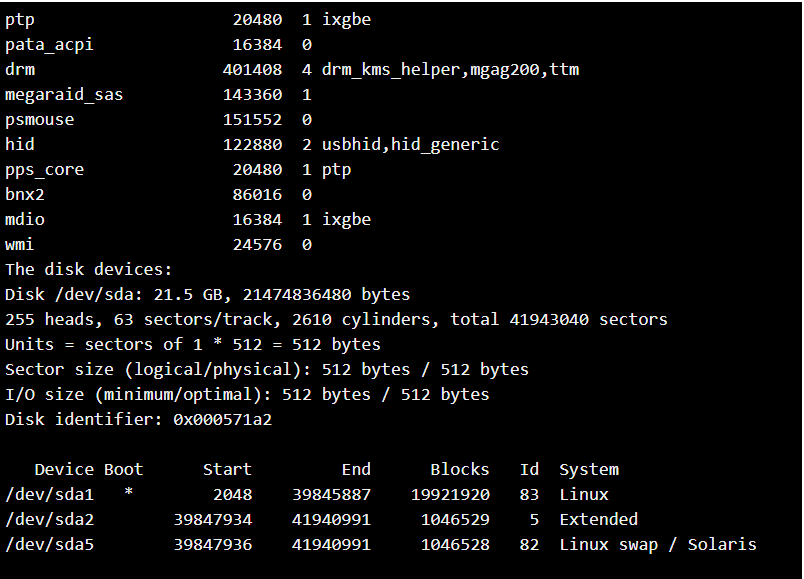 ptp 20480 1 ixgbe
pata_acpi 16384 0
drm 401408 4 drm_kms_helper,mgag200,ttm
megaraid_sas 143360 1
psmouse 151552 0
hid 122880 2 usbhid,hid_generic
pps_core 20480 1 ptp
bnx2 86016 0
mdio 16384 1 ixgbe
wmi 24576 0
The disk devices:
Disk /dev/sda: 21.5 GB, 21474836480 bytes
255 heads, 63 sectors/track, 2610 cylinders, total 41943040 sectors
Units = sectors of 1 * 512 = 512 bytes
Sector size (logical/physical): 512 bytes / 512 bytes
I/O size (minimum/optimal): 512 bytes / 512 bytes
Disk identifier: 0x000571a2
Device Boot Start End Blocks Id System
/dev/sda1 * 2048 39845887 19921920 83 Linux
/dev/sda2 39847934 41940991 1046529 5 Extended
/dev/sda5 39847936 41940991 1046528 82 Linux swap / Solaris